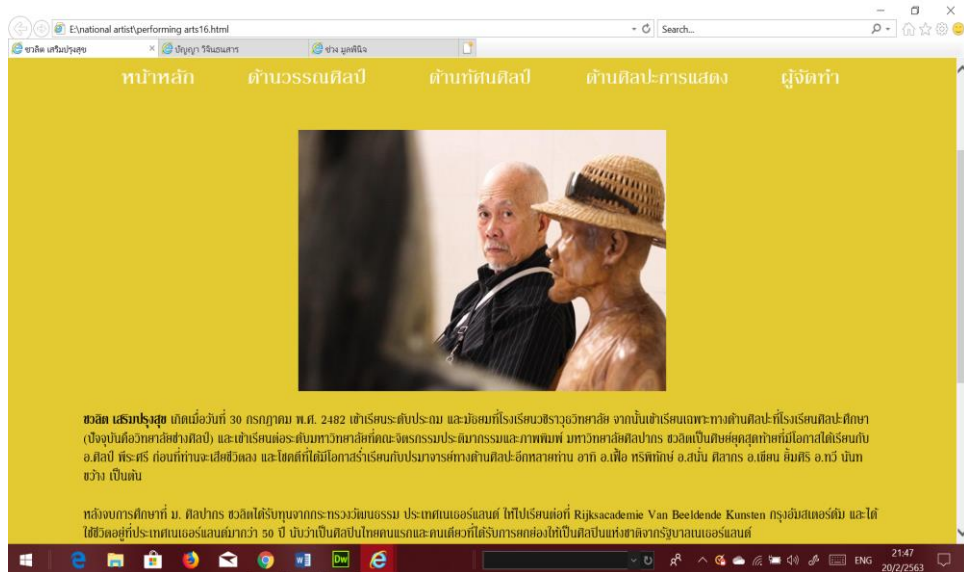 E:\national artist\performing arts16.html
Search...
ชวลิต เสริมปรุงสุข
ปัญญา วิจินธนสาร
ช่วง มูลพินิจ
หน้าหลัก ด้านวรรณศิลป์ ด้านทัศนศิลป์ ด้านศิลปะการแสดง ผู้จัดทำ
ชวลิต เสริมปรุงสุข เกิดเมื่อวันที่ 30 กรกฎาคม พ.ศ. 2482 เข้าเรียนระดับประถม และมัธยมที่โรงเรียนวชิราวุธวิทยาลัย จากนั้นเข้าเรียนเฉพาะทางด้านศิลปะที่โรงเรียนศิลปะศึกษา
(ปัจจุบันคือวิทยาลัยช่างศิลป์) และเข้าเรียนต่อระดับมหาวิทยาลัยที่คณะจิตรกรรมประติมากรรมและภาพพิมพ์ มหาวิทยาลัยศิลปากร ชวลิตเป็นศิษย์ยุคสุดท้ายที่มีโอกาสได้เรียนกับ
อ.ศิลป์ พีระศรี ก่อนที่ท่านจะเสียชีวิตลง และโชคดีที่ได้มีโอกาสร่ำเรียนกับปรมาจารย์ทางด้านศิลปะอีกหลายท่าน อาทิ อ.เฟื้อ หริพิทักษ์ อ.สนั่น ศิลากร อ.เขียน ยิ้มศิริ อ.ทวี นันท
ขว้าง เป็นต้น
หลังจบการศึกษาที่ ม. ศิลปากร ชวลิตได้รับทุนจากกระทรวงวัฒนธรรม ประเทศเนเธอร์แลนด์ ให้ไปเรียนต่อที่ Rijksacademie Van Beeldende Kunsten กรุงอัมสเตอร์ดัม และได้
ใช้ชีวิตอยู่ที่ประเทศเนเธอร์แลนด์มากว่า 50 ปี นับว่าเป็นศิลปินไทยคนแรกและคนเดียวที่ได้รับการยกย่องให้เป็นศิลปินแห่งชาติจากรัฐบาลเนเธอร์แลนด์
ENG
21:47
20/2/2563